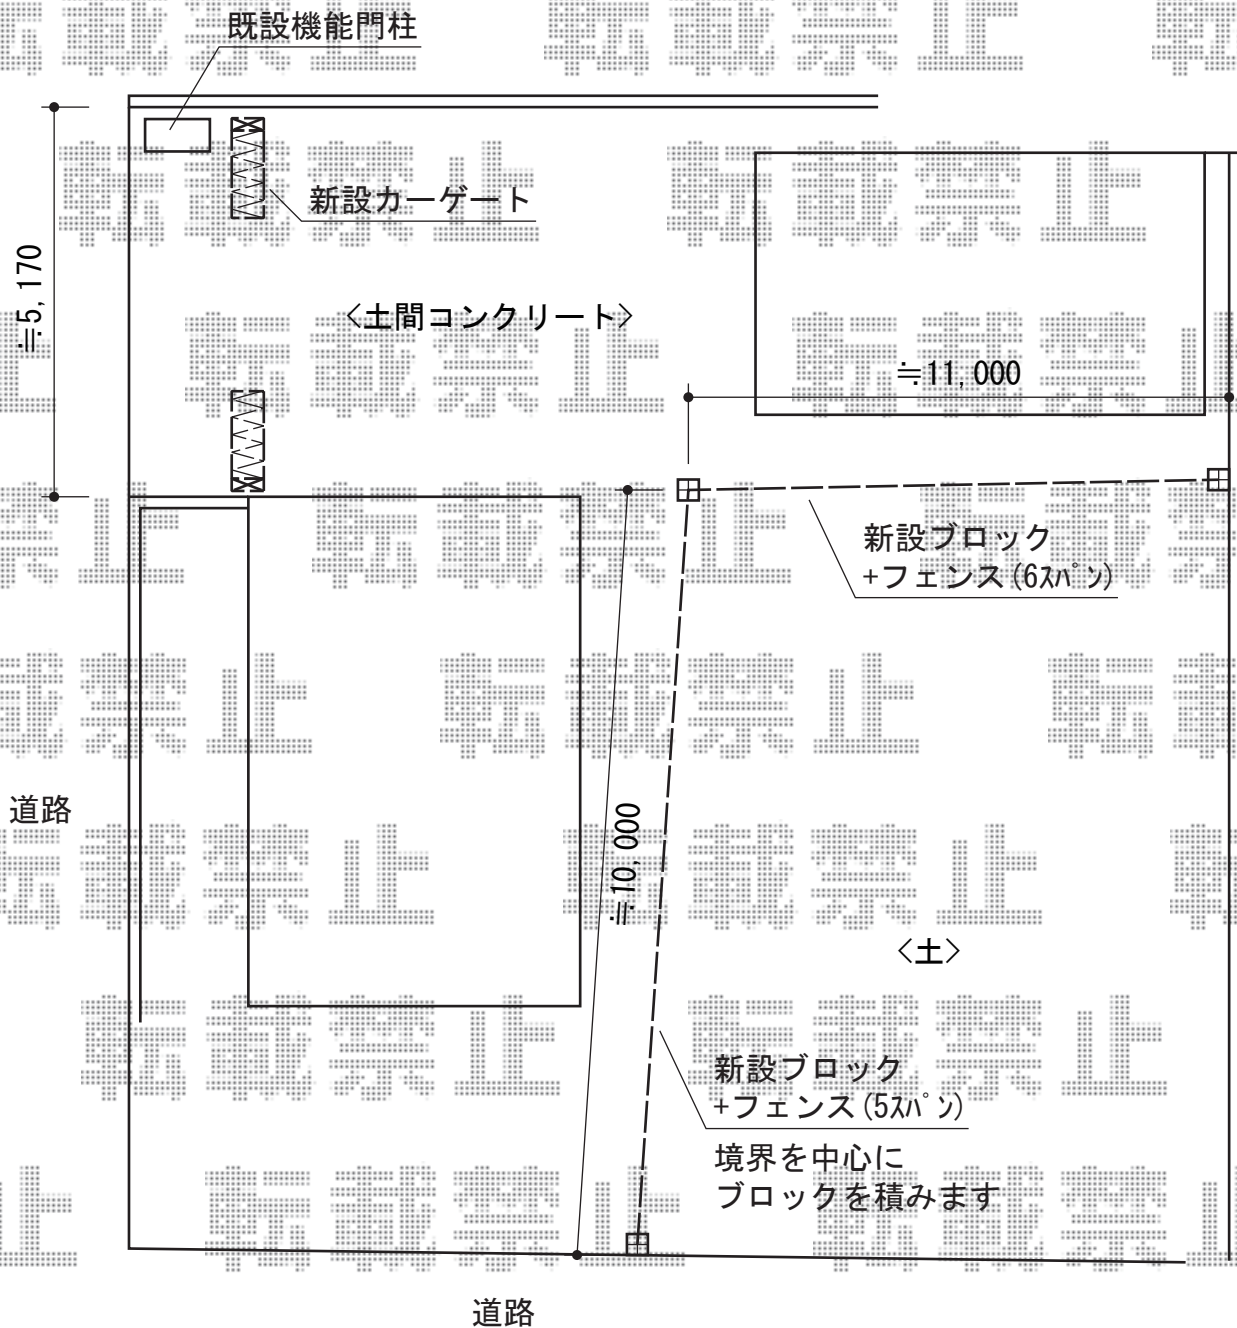 既設機能門柱
新設カーゲート
≒5,170
<土間コンクリート>
≒11,000
新設ブロック
+フェンス(6ｽﾊﾟﾝ)
道路
≒10,000
<土>
新設ブロック
+フェンス(5ｽﾊﾟﾝ)
境界を中心に
ブロックを積みます
道路
転載禁止